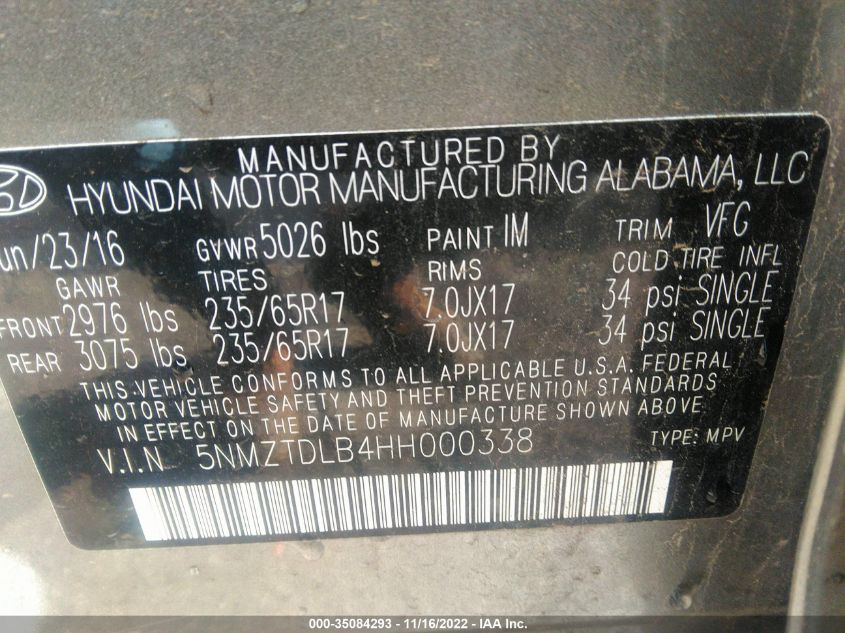 MANUFACTURED BY
HYUNDAI MOTOR MANUFACTURING ALABAMA, LLC
un/23/16 GVWR 5026 lbs PAINT IM TRIM VFG
GAWR TIRES RIMS COLD TIRE INFL
FRONT 2976 lbs 235/65R17 7.0JX17 34 psi SINGLE
REAR 3075 lbs 235/65R17 7.0JX17 34 psi SINGLE
THIS VEHICLE CONFORMS TO ALL APPLICABLE U.S.A. FEDERAL
MOTOR VEHICLE SAFETY AND THEFT PREVENTION STANDARDS
IN EFFECT ON THE DATE OF MANUFACTURE SHOWN ABOVE.
V.I.N 5NMZTDLB4HH000338 TYPE: MPV
000-35084293 - 11/16/2022 - IAA Inc.